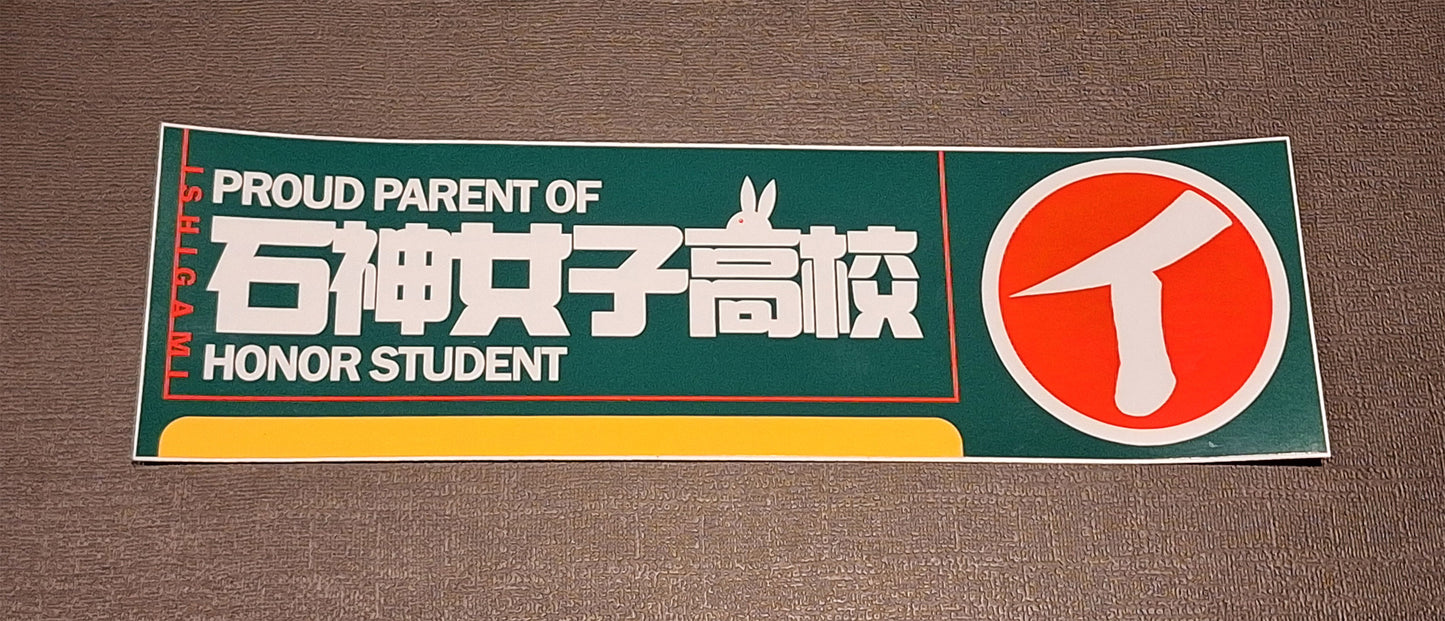 ISHIGAMI
PROUD PARENT OF
石神女子高校
HONOR STUDENT
イ